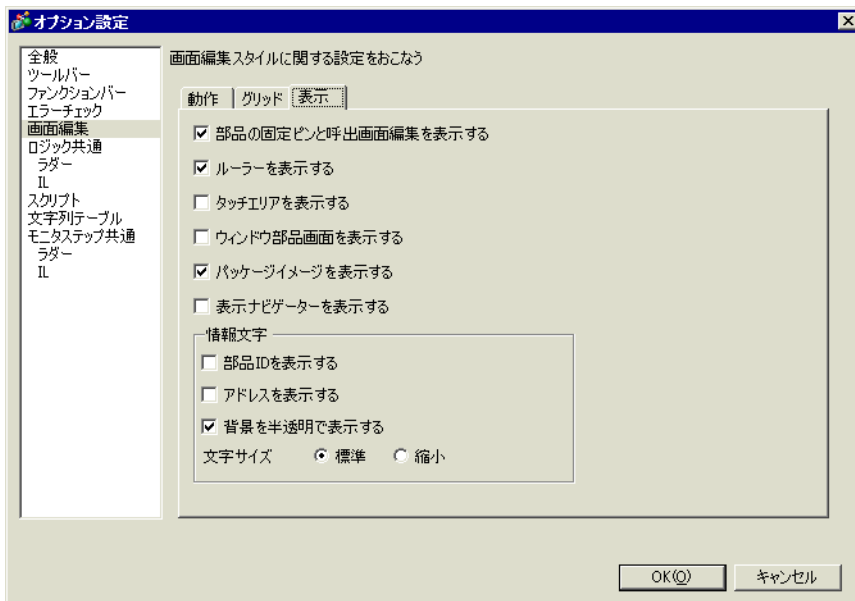 オプション設定
全般
ツールバー
ファンクションバー
エラーチェック
画面編集
ロジック共通
ラダー
IL
スクリプト
文字列テーブル
モニタステップ共通
ラダー
IL
画面編集スタイルに関する設定をおこなう
動作 グリッド 表示
部品の固定ピンと呼出画面編集を表示する
ルーラーを表示する
タッチエリアを表示する
ウィンドウ部品画面を表示する
パッケージイメージを表示する
表示ナビゲーターを表示する
情報文字
部品IDを表示する
アドレスを表示する
背景を半透明で表示する
文字サイズ 標準 縮小
OK(O) キャンセル